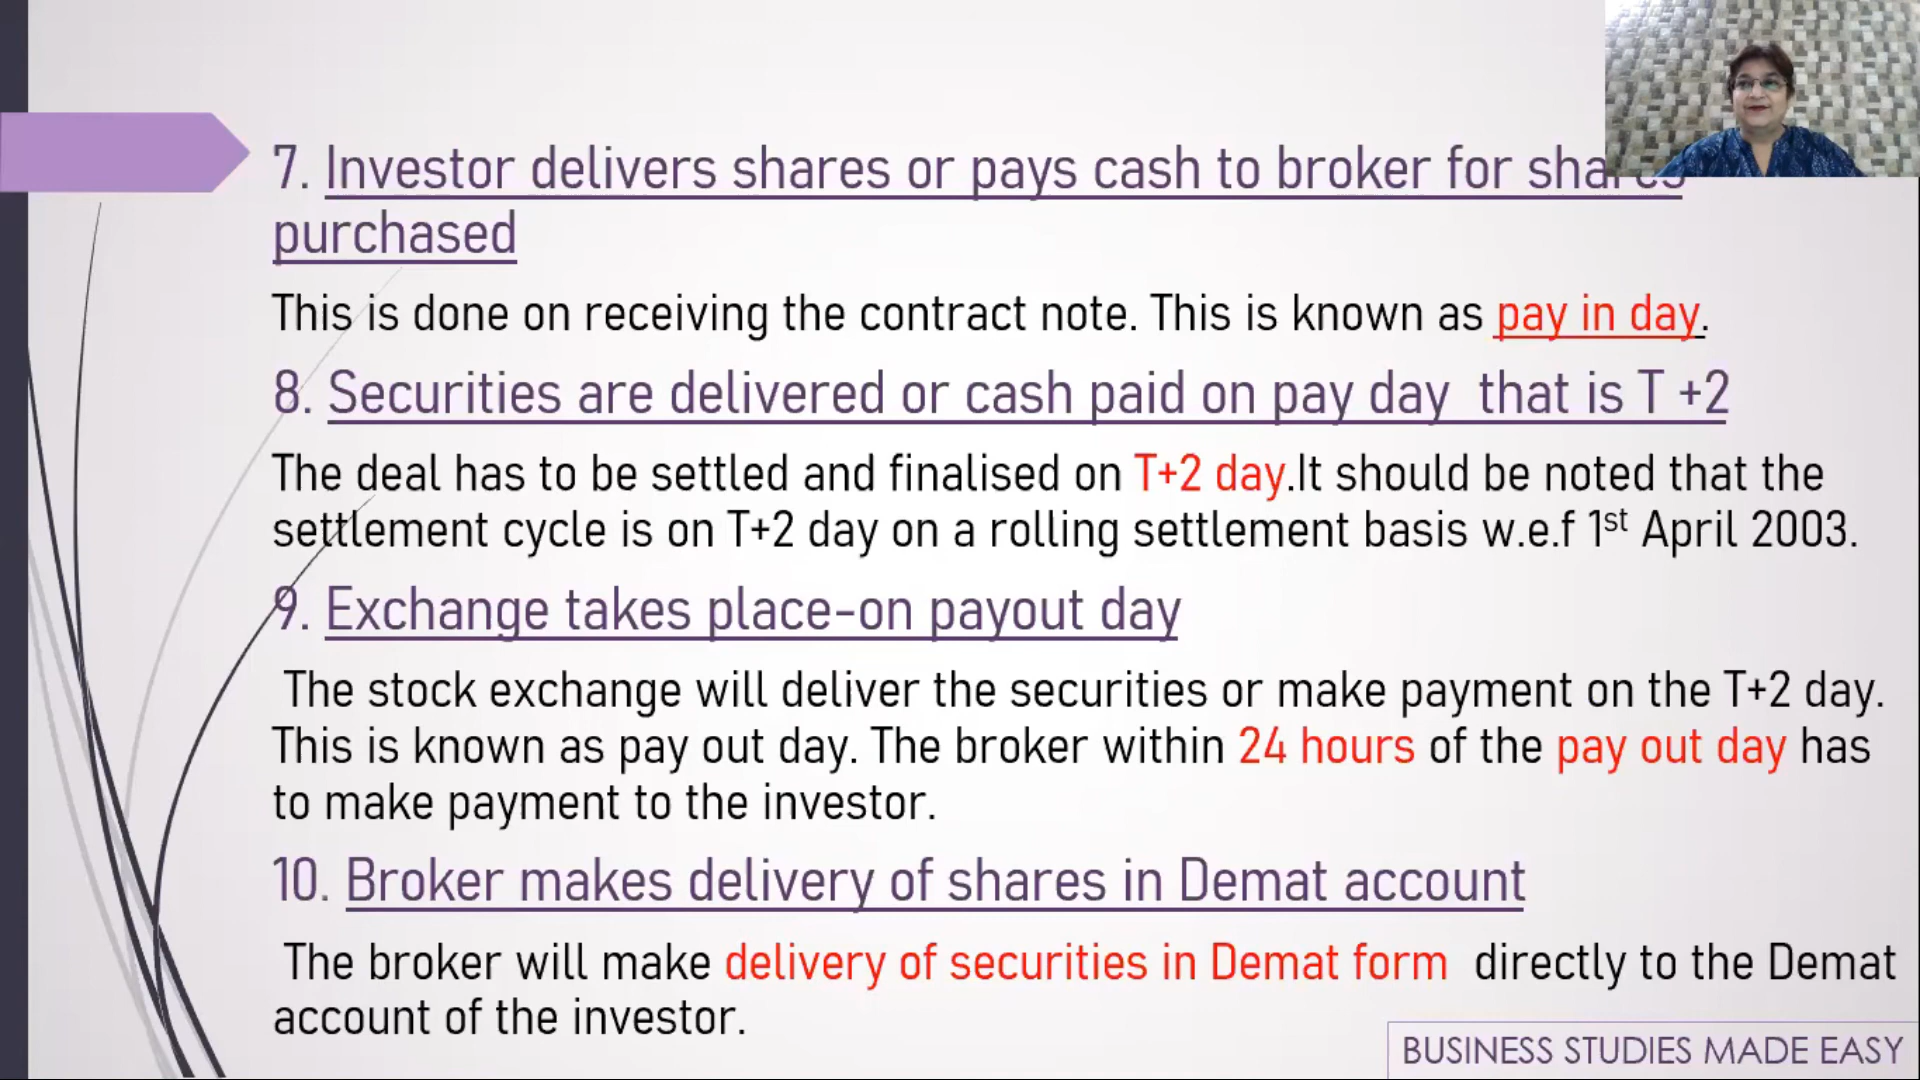 7. Investor delivers shares or pays cash to broker for shares
purchased
This is done on receiving the contract note. This is known as pay in day.
8. Securities are delivered or cash paid on pay day  that is T +2
The deal has to be settled and finalised on T+2 day.It should be noted that the
settlement cycle is on T+2 day on a rolling settlement basis w.e.f 1st April 2003.
9. Exchange takes place-on payout day
The stock exchange will deliver the securities or make payment on the T+2 day.
This is known as pay out day. The broker within 24 hours of the pay out day has
to make payment to the investor.
10. Broker makes delivery of shares in Demat account
The broker will make delivery of securities in Demat form  directly to the Demat
account of the investor.
BUSINESS STUDIES MADE EASY